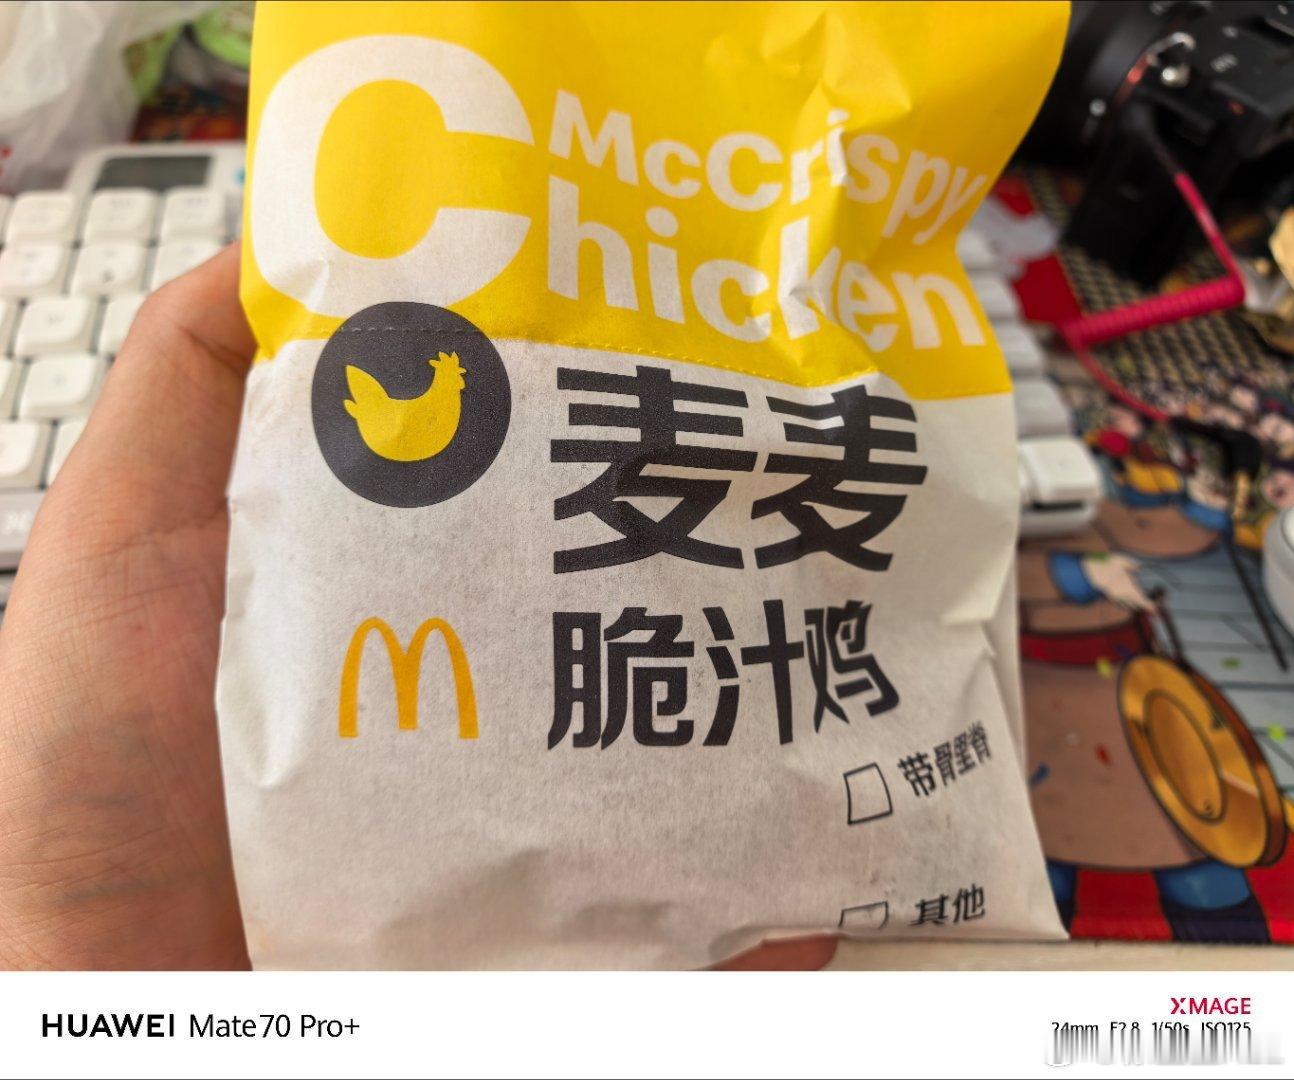 McCrispy
Chicken
麦麦
脆汁鸡
带骨里脊
其他
HUAWEI Mate70 Pro+
XMAGE
24mm F2.8 1/50s ISO125